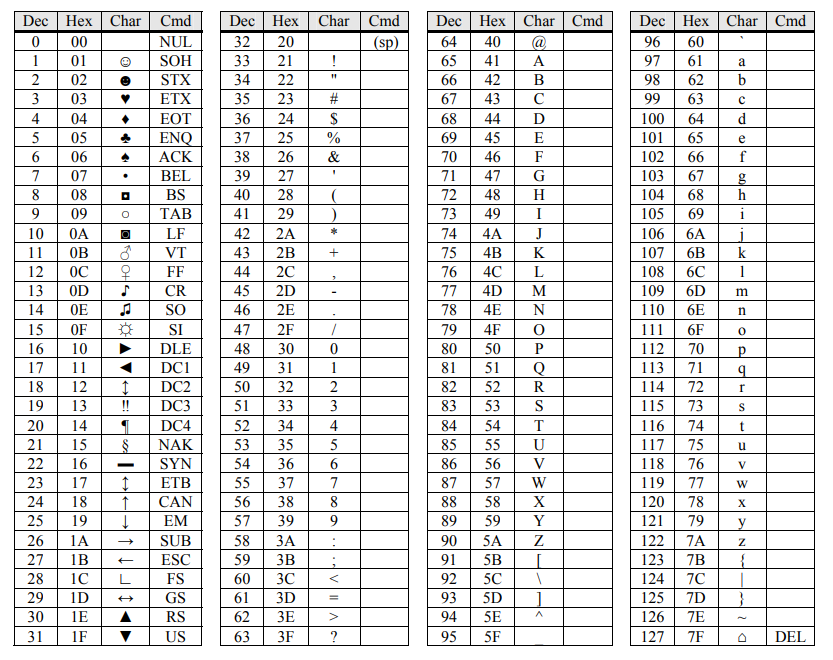 Dec Hex Char Cmd Dec Hex Char Cmd Dec Hex Char Cmd Dec Hex Char Cmd
0 00 NUL 32 20 (sp) 64 40 @ 96 60 `
1 01 ☺ SOH 33 21 ! 65 41 A 97 61 a
2 02 ☻ STX 34 22 " 66 42 B 98 62 b
3 03 ♥ ETX 35 23 # 67 43 C 99 63 c
4 04 ♦ EOT 36 24 $ 68 44 D 100 64 d
5 05 ♣ ENQ 37 25 % 69 45 E 101 65 e
6 06 ♠ ACK 38 26 & 70 46 F 102 66 f
7 07 • BEL 39 27 ' 71 47 G 103 67 g
8 08 ◘ BS 40 28 ( 72 48 H 104 68 h
9 09 ○ TAB 41 29 ) 73 49 I 105 69 i
10 0A ◙ LF 42 2A * 74 4A J 106 6A j
11 0B ♂ VT 43 2B + 75 4B K 107 6B k
12 0C ♀ FF 44 2C , 76 4C L 108 6C l
13 0D ♪ CR 45 2D - 77 4D M 109 6D m
14 0E ♫ SO 46 2E . 78 4E N 110 6E n
15 0F ☼ SI 47 2F / 79 4F O 111 6F o
16 10 ► DLE 48 30 0 80 50 P 112 70 p
17 11 ◄ DC1 49 31 1 81 51 Q 113 71 q
18 12 ↕ DC2 50 32 2 82 52 R 114 72 r
19 13 ‼ DC3 51 33 3 83 53 S 115 73 s
20 14 ¶ DC4 52 34 4 84 54 T 116 74 t
21 15 § NAK 53 35 5 85 55 U 117 75 u
22 16 ▬ SYN 54 36 6 86 56 V 118 76 v
23 17 ↨ ETB 55 37 7 87 57 W 119 77 w
24 18 ↑ CAN 56 38 8 88 58 X 120 78 x
25 19 ↓ EM 57 39 9 89 59 Y 121 79 y
26 1A → SUB 58 3A : 90 5A Z 122 7A z
27 1B ← ESC 59 3B ; 91 5B [ 123 7B {
28 1C ∟ FS 60 3C < 92 5C \ 124 7C |
29 1D ↔ GS 61 3D = 93 5D ] 125 7D }
30 1E ▲ RS 62 3E > 94 5E ^ 126 7E ~
31 1F ▼ US 63 3F ? 95 5F _ 127 7F ⌂ DEL